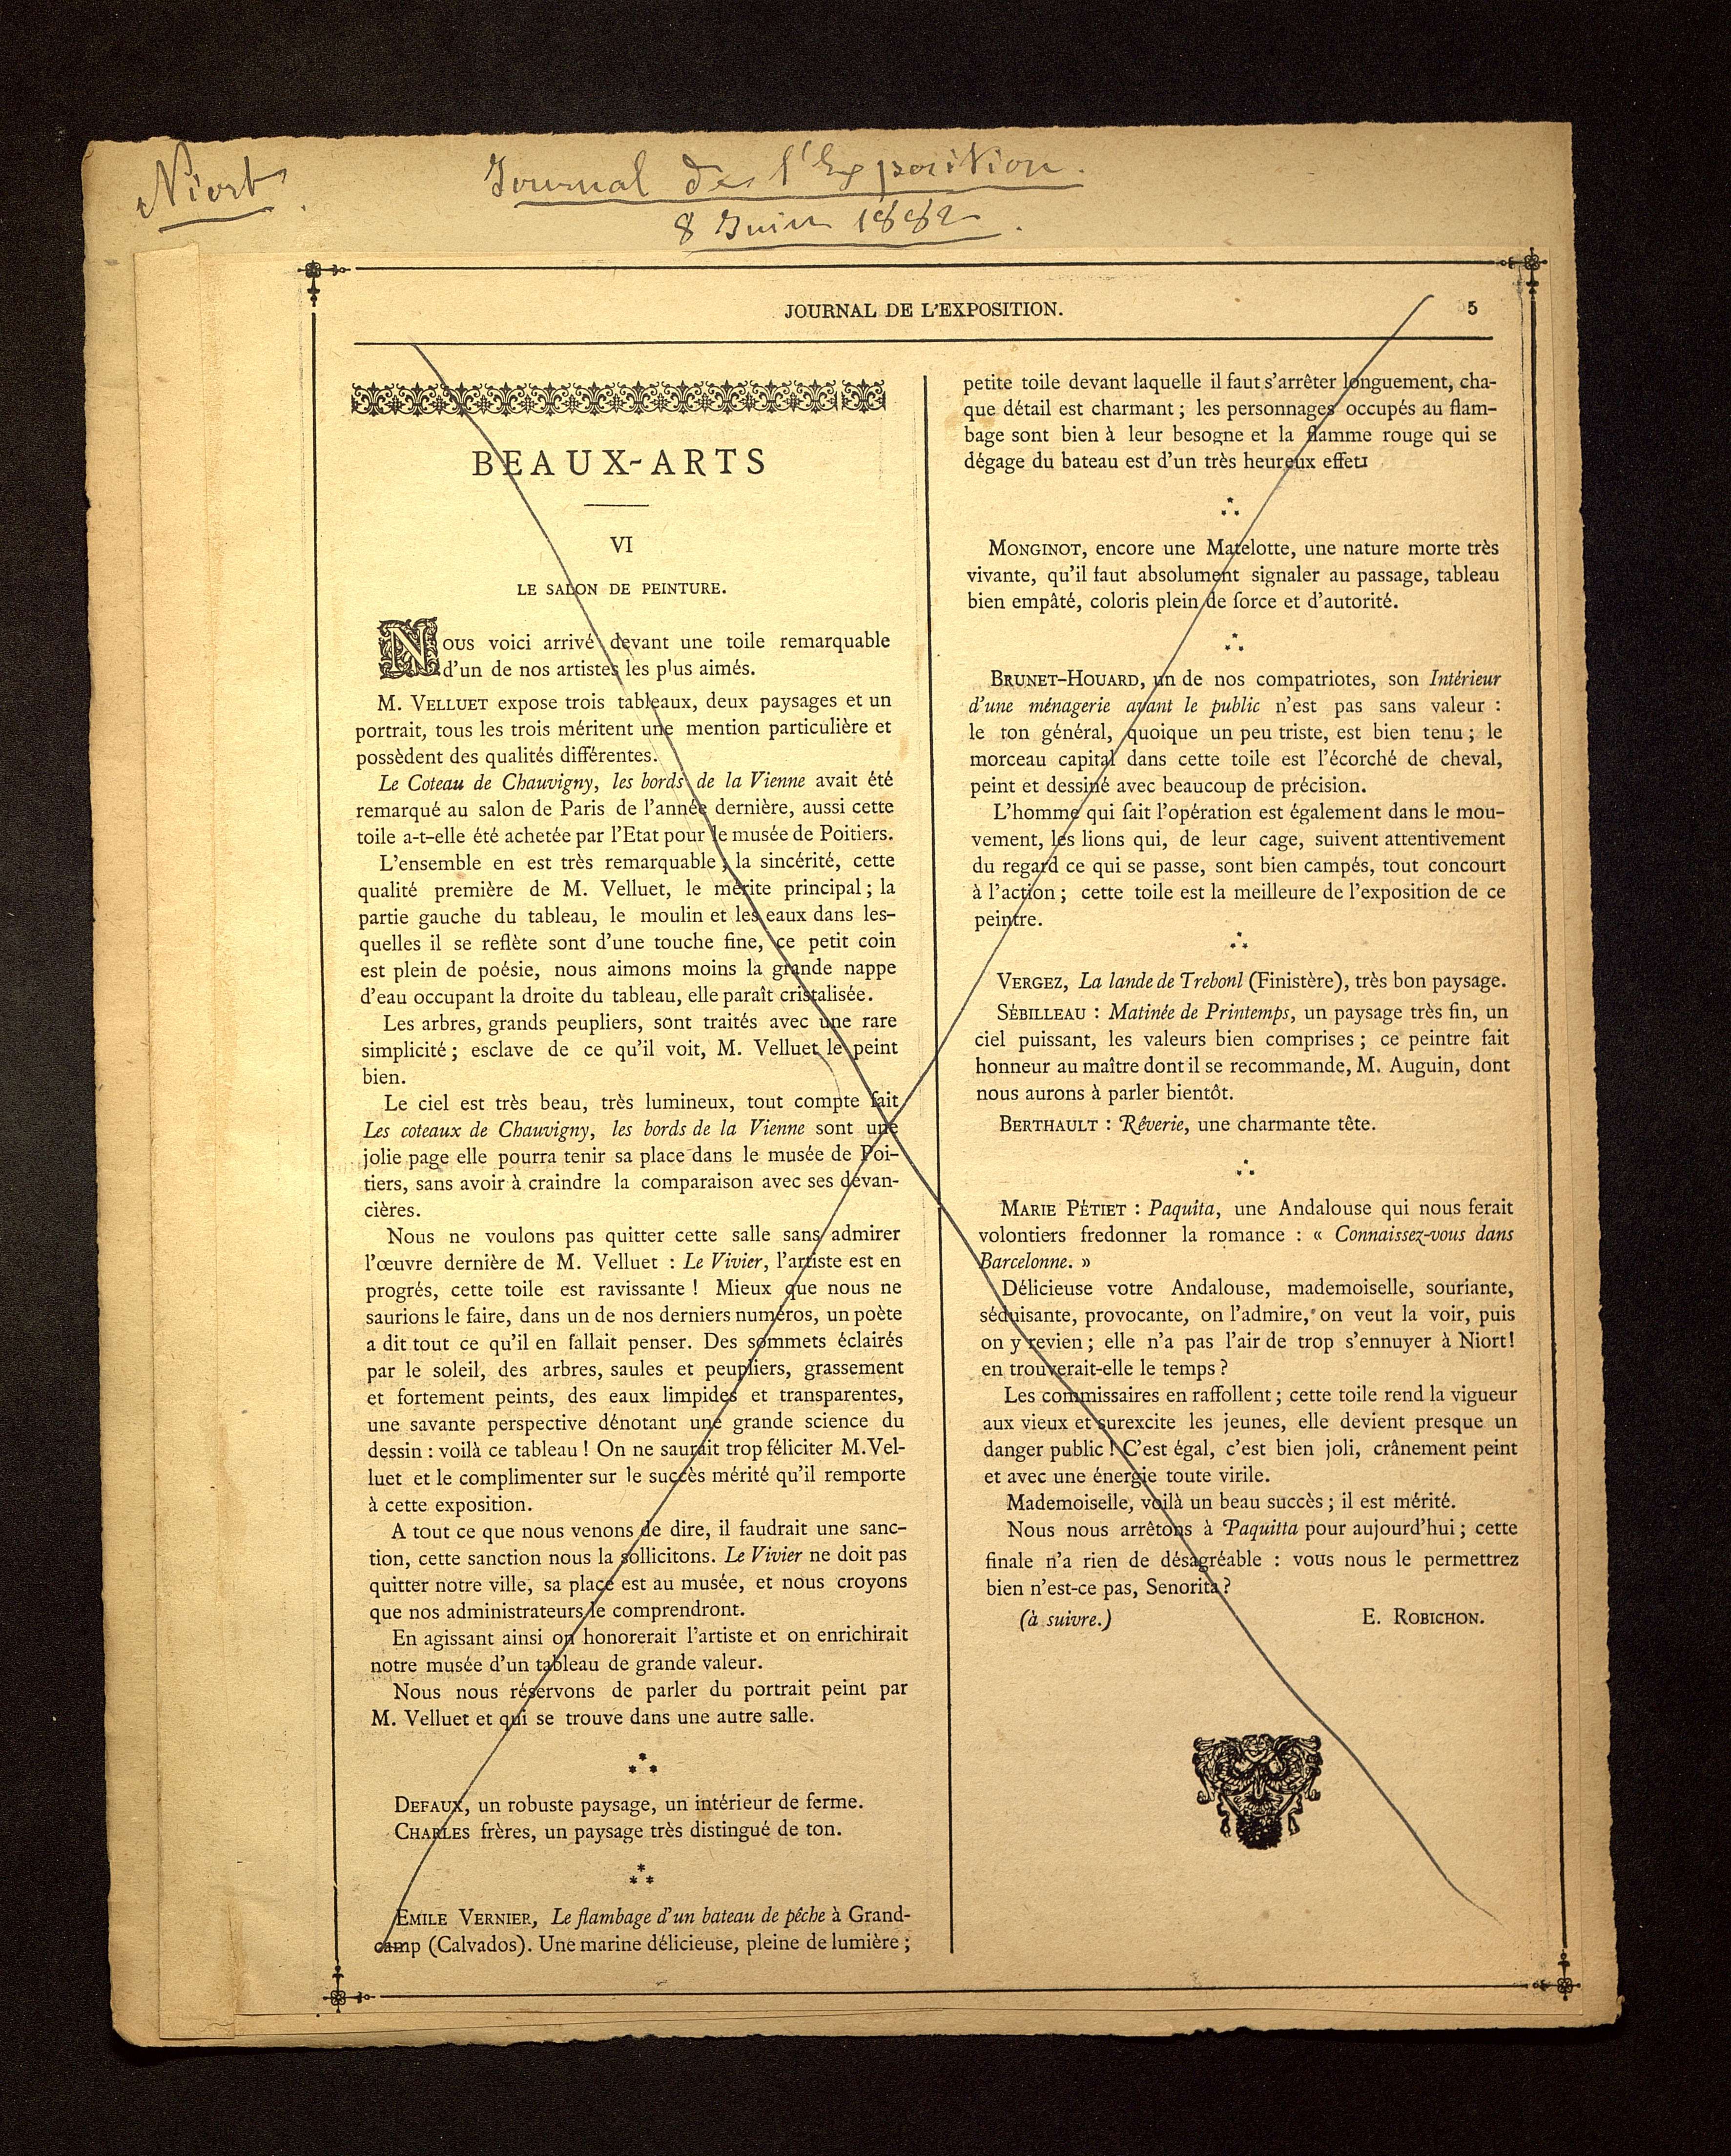 Niort
Journal de l'Exposition.
8 Juin 1882.
JOURNAL DE L'EXPOSITION.
5
BEAUX-ARTS
VI
LE SALON DE PEINTURE.
Nous voici arrivé devant une toile remarquable
d'un de nos artistes les plus aimés.
M. VELLUET expose trois tableaux, deux paysages et un
portrait, tous les trois méritent une mention particulière et
possèdent des qualités différentes.
Le Coteau de Chauvigny, les bords de la Vienne avait été
remarqué au salon de Paris de l'année dernière, aussi cette
toile a-t-elle été achetée par l'Etat pour le musée de Poitiers.
L'ensemble en est très remarquable ; la sincérité, cette
qualité première de M. Velluet, le mérite principal ; la
partie gauche du tableau, le moulin et les eaux dans les-
quelles il se reflète sont d'une touche fine, ce petit coin
est plein de poésie, nous aimons moins la grande nappe
d'eau occupant la droite du tableau, elle paraît cristalisée.
Les arbres, grands peupliers, sont traités avec une rare
simplicité ; esclave de ce qu'il voit, M. Velluet le peint
bien.
Le ciel est très beau, très lumineux, tout compte fait
Les coteaux de Chauvigny, les bords de la Vienne sont une
jolie page elle pourra tenir sa place dans le musée de Poi-
tiers, sans avoir à craindre la comparaison avec ses devan-
cières.
Nous ne voulons pas quitter cette salle sans admirer
l'œuvre dernière de M. Velluet : Le Vivier, l'artiste est en
progrés, cette toile est ravissante ! Mieux que nous ne
saurions le faire, dans un de nos derniers numéros, un poète
a dit tout ce qu'il en fallait penser. Des sommets éclairés
par le soleil, des arbres, saules et peupliers, grassement
et fortement peints, des eaux limpides et transparentes,
une savante perspective dénotant une grande science du
dessin : voilà ce tableau ! On ne saurait trop féliciter M. Vel-
luet et le complimenter sur le succès mérité qu'il remporte
à cette exposition.
A tout ce que nous venons de dire, il faudrait une sanc-
tion, cette sanction nous la sollicitons. Le Vivier ne doit pas
quitter notre ville, sa place est au musée, et nous croyons
que nos administrateurs le comprendront.
En agissant ainsi on honorerait l'artiste et on enrichirait
notre musée d'un tableau de grande valeur.
Nous nous réservons de parler du portrait peint par
M. Velluet et qui se trouve dans une autre salle.
* * *
DEFAUX, un robuste paysage, un intérieur de ferme.
CHARLES frères, un paysage très distingué de ton.
* * *
EMILE VERNIER, Le flambage d'un bateau de pêche à Grand-
camp (Calvados). Une marine délicieuse, pleine de lumière ;
petite toile devant laquelle il faut s'arrêter longuement, cha-
que détail est charmant ; les personnages occupés au flam-
bage sont bien à leur besogne et la flamme rouge qui se
dégage du bateau est d'un très heureux effet
* * *
MONGINOT, encore une Matelotte, une nature morte très
vivante, qu'il faut absolument signaler au passage, tableau
bien empâté, coloris plein de force et d'autorité.
* * *
BRUNET-HOUARD, un de nos compatriotes, son Intérieur
d'une ménagerie avant le public n'est pas sans valeur :
le ton général, quoique un peu triste, est bien tenu ; le
morceau capital dans cette toile est l'écorché de cheval,
peint et dessiné avec beaucoup de précision.
L'homme qui fait l'opération est également dans le mou-
vement, les lions qui, de leur cage, suivent attentivement
du regard ce qui se passe, sont bien campés, tout concourt
à l'action ; cette toile est la meilleure de l'exposition de ce
peintre.
* * *
VERGEZ, La lande de Trebonl (Finistère), très bon paysage.
SÉBILLEAU : Matinée de Printemps, un paysage très fin, un
ciel puissant, les valeurs bien comprises ; ce peintre fait
honneur au maître dont il se recommande, M. Auguin, dont
nous aurons à parler bientôt.
BERTHAULT : Rêverie, une charmante tête.
* * *
MARIE PÉTIET : Paquita, une Andalouse qui nous ferait
volontiers fredonner la romance : « Connaissez-vous dans
Barcelonne. »
Délicieuse votre Andalouse, mademoiselle, souriante,
séduisante, provocante, on l'admire, on veut la voir, puis
on y revien ; elle n'a pas l'air de trop s'ennuyer à Niort !
en trouverait-elle le temps ?
Les commissaires en raffollent ; cette toile rend la vigueur
aux vieux et surexcite les jeunes, elle devient presque un
danger public ! C'est égal, c'est bien joli, crânement peint
et avec une énergie toute virile.
Mademoiselle, voilà un beau succès ; il est mérité.
Nous nous arrêtons à Paquitta pour aujourd'hui ; cette
finale n'a rien de désagréable : vous nous le permettrez
bien n'est-ce pas, Senorita ?
(à suivre.) E. ROBICHON.